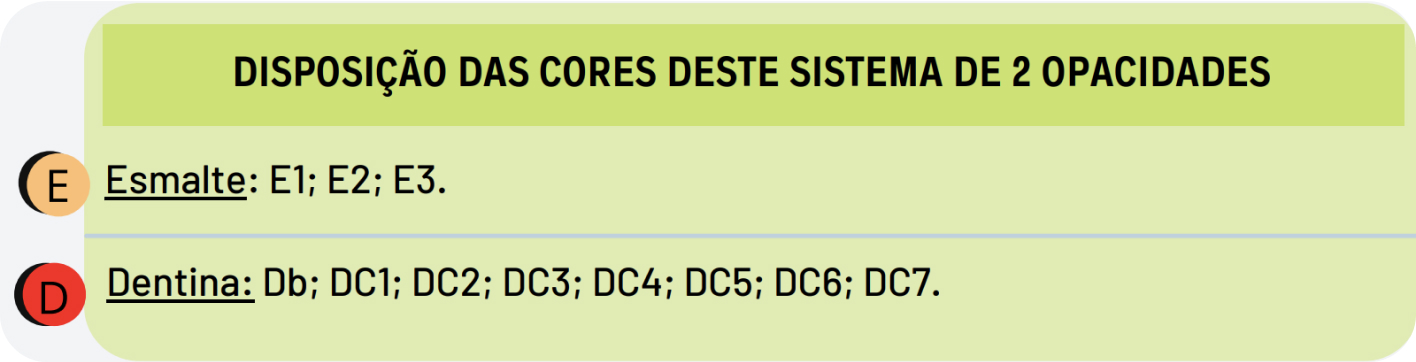 DISPOSIÇÃO DAS CORES DESTE SISTEMA DE 2 OPACIDADES
E Esmalte: E1; E2; E3.
D Dentina: Db; DC1; DC2; DC3; DC4; DC5; DC6; DC7.